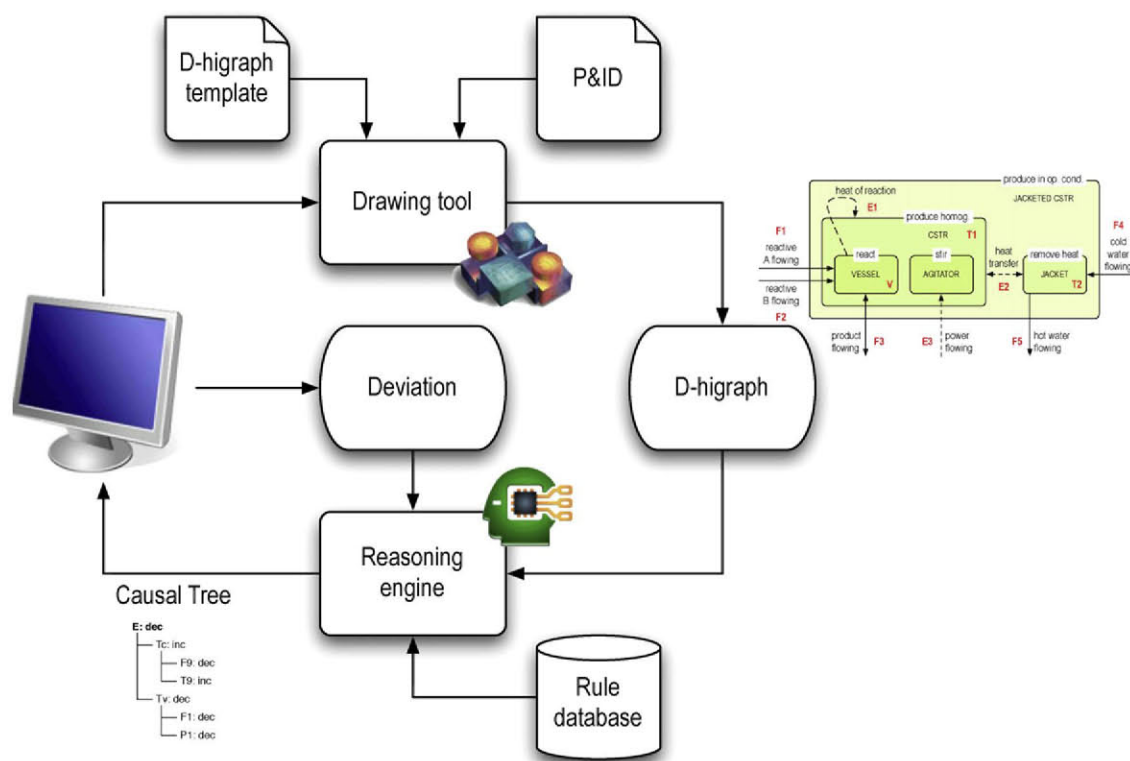 D-higraph
template
P&ID
Drawing tool
produce in op. cond.
JACKETED CSTR
heat of reaction
E1
produce homog.
CSTR T1
F1
reactive
A flowing
react
VESSEL
V
stir
AGITATOR
heat
transfer
E2
remove heat
JACKET
T2
F4
cold
water
flowing
reactive
B flowing
F2
product
flowing
F3
E3
power
flowing
F5
hot water
flowing
Deviation
D-higraph
Reasoning
engine
Causal Tree
E: dec
Tc: inc
F9: dec
T9: inc
Tv: dec
F1: dec
P1: dec
Rule
database